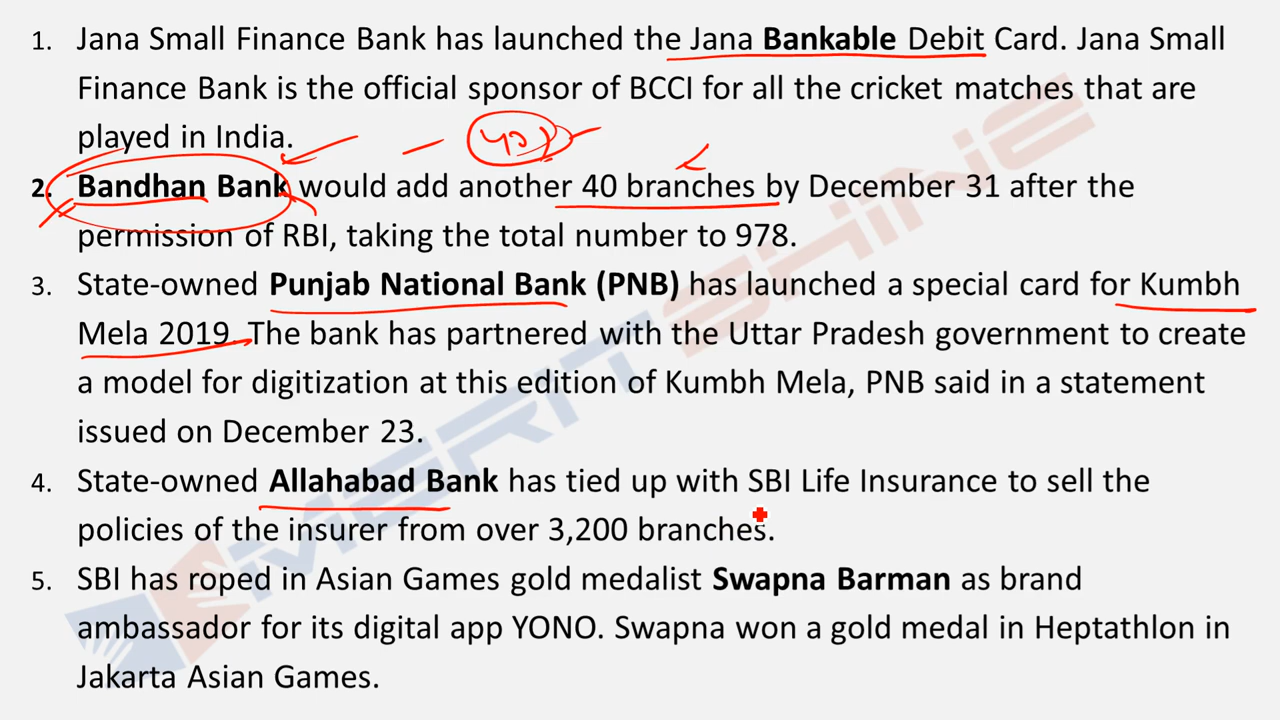 1. Jana Small Finance Bank has launched the Jana Bankable Debit Card. Jana Small
Finance Bank is the official sponsor of BCCI for all the cricket matches that are
played in India.
40
2. Bandhan Bank would add another 40 branches by December 31 after the
permission of RBI, taking the total number to 978.
3. State-owned Punjab National Bank (PNB) has launched a special card for Kumbh
Mela 2019. The bank has partnered with the Uttar Pradesh government to create
a model for digitization at this edition of Kumbh Mela, PNB said in a statement
issued on December 23.
4. State-owned Allahabad Bank has tied up with SBI Life Insurance to sell the
policies of the insurer from over 3,200 branches.
5. SBI has roped in Asian Games gold medalist Swapna Barman as brand
ambassador for its digital app YONO. Swapna won a gold medal in Heptathlon in
Jakarta Asian Games.
MERIT SHINE